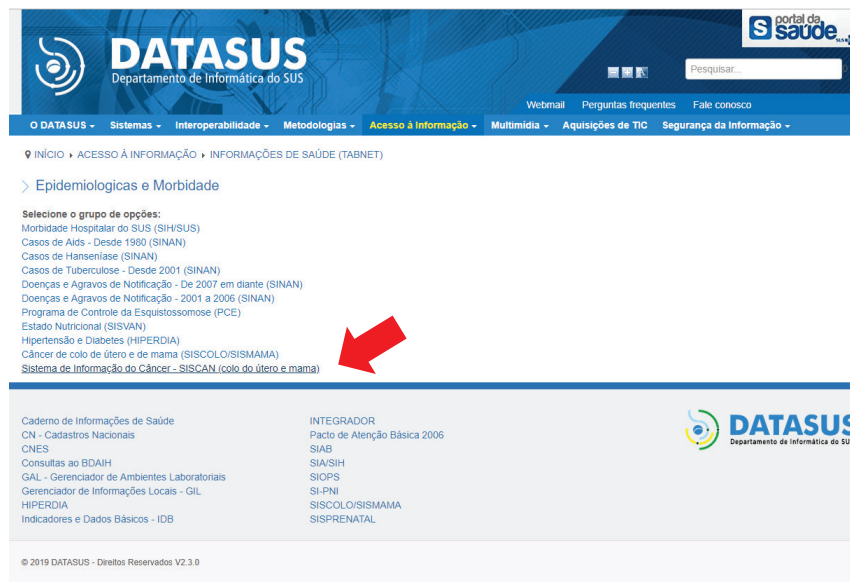 portal da
saúde
SUS
DATASUS
Departamento de Informática do SUS
Pesquisar...
Webmail Perguntas frequentes Fale conosco
O DATASUS Sistemas Interoperabilidade Metodologias Acesso à Informação Multimídia Aquisições de TIC Segurança da Informação
INÍCIO ACESSO À INFORMAÇÃO INFORMAÇÕES DE SAÚDE (TABNET)
Epidemiologicas e Morbidade
Selecione o grupo de opções:
Morbidade Hospitalar do SUS (SIH/SUS)
Casos de Aids - Desde 1980 (SINAN)
Casos de Hanseníase (SINAN)
Casos de Tuberculose - Desde 2001 (SINAN)
Doenças e Agravos de Notificação - De 2007 em diante (SINAN)
Doenças e Agravos de Notificação - 2001 a 2006 (SINAN)
Programa de Controle da Esquistossomose (PCE)
Estado Nutricional (SISVAN)
Hipertensão e Diabetes (HIPERDIA)
Câncer de colo de útero e de mama (SISCOLO/SISMAMA)
Sistema de Informação do Câncer - SISCAN (colo do útero e mama)
Caderno de Informações de Saúde
CN - Cadastros Nacionais
CNES
Consultas ao BDAIH
GAL - Gerenciador de Ambientes Laboratoriais
Gerenciador de Informações Locais - GIL
HIPERDIA
Indicadores e Dados Básicos - IDB
INTEGRADOR
Pacto de Atenção Básica 2006
SIAB
SIA/SIH
SIOPS
SI-PNI
SISCOLO/SISMAMA
SISPRENATAL
DATASUS
Departamento de Informática do SU
© 2019 DATASUS - Direitos Reservados V2.3.0